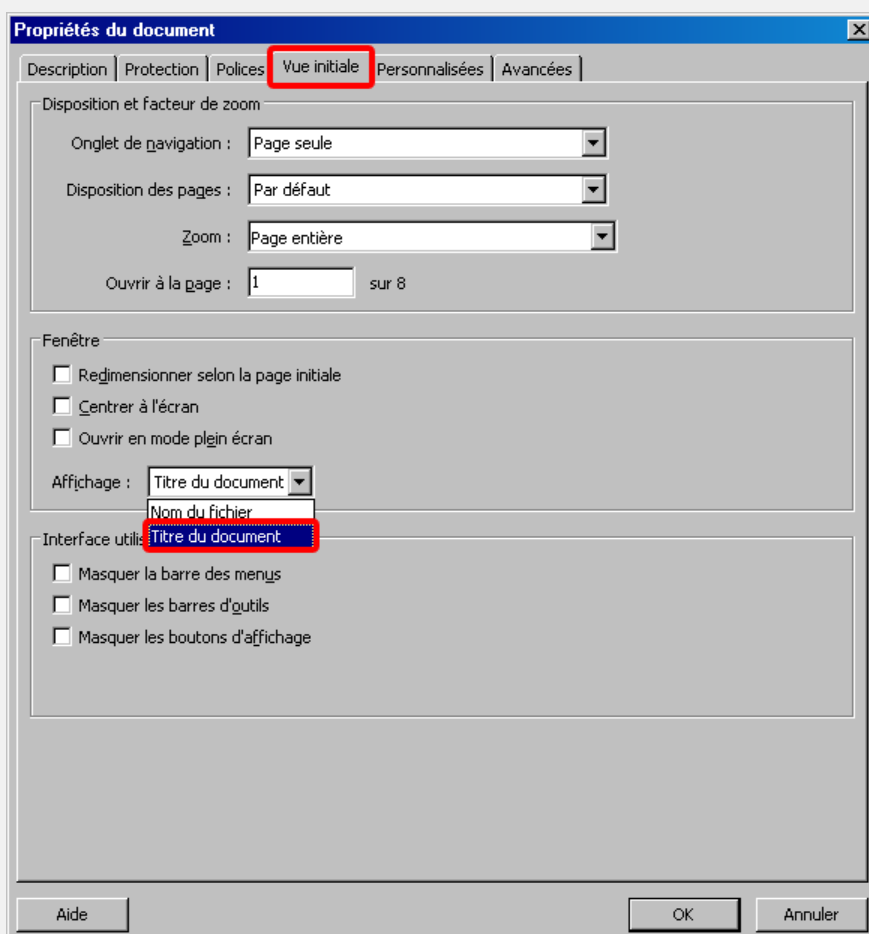 Propriétés du document
Description Protection Polices Vue initiale Personnalisées Avancées
Disposition et facteur de zoom
Onglet de navigation : Page seule
Disposition des pages : Par défaut
Zoom : Page entière
Ouvrir à la page : 1 sur 8
Fenêtre
Redimensionner selon la page initiale
Centrer à l'écran
Ouvrir en mode plein écran
Affichage : Titre du document
Nom du fichier
Titre du document
Interface
Masquer la barre des menus
Masquer les barres d'outils
Masquer les boutons d'affichage
Aide OK Annuler